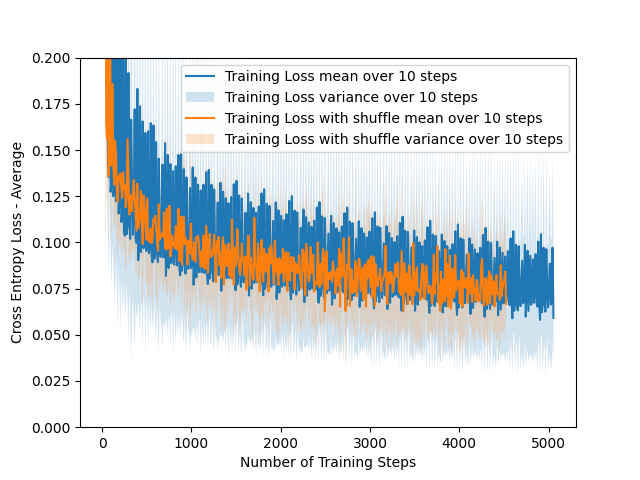 Training Loss mean over 10 steps
Training Loss variance over 10 steps
Training Loss with shuffle mean over 10 steps
Training Loss with shuffle variance over 10 steps
0.200
0.175
0.150
0.125
0.100
0.075
0.050
0.025
0.000
Cross Entropy Loss - Average
0 1000 2000 3000 4000 5000
Number of Training Steps